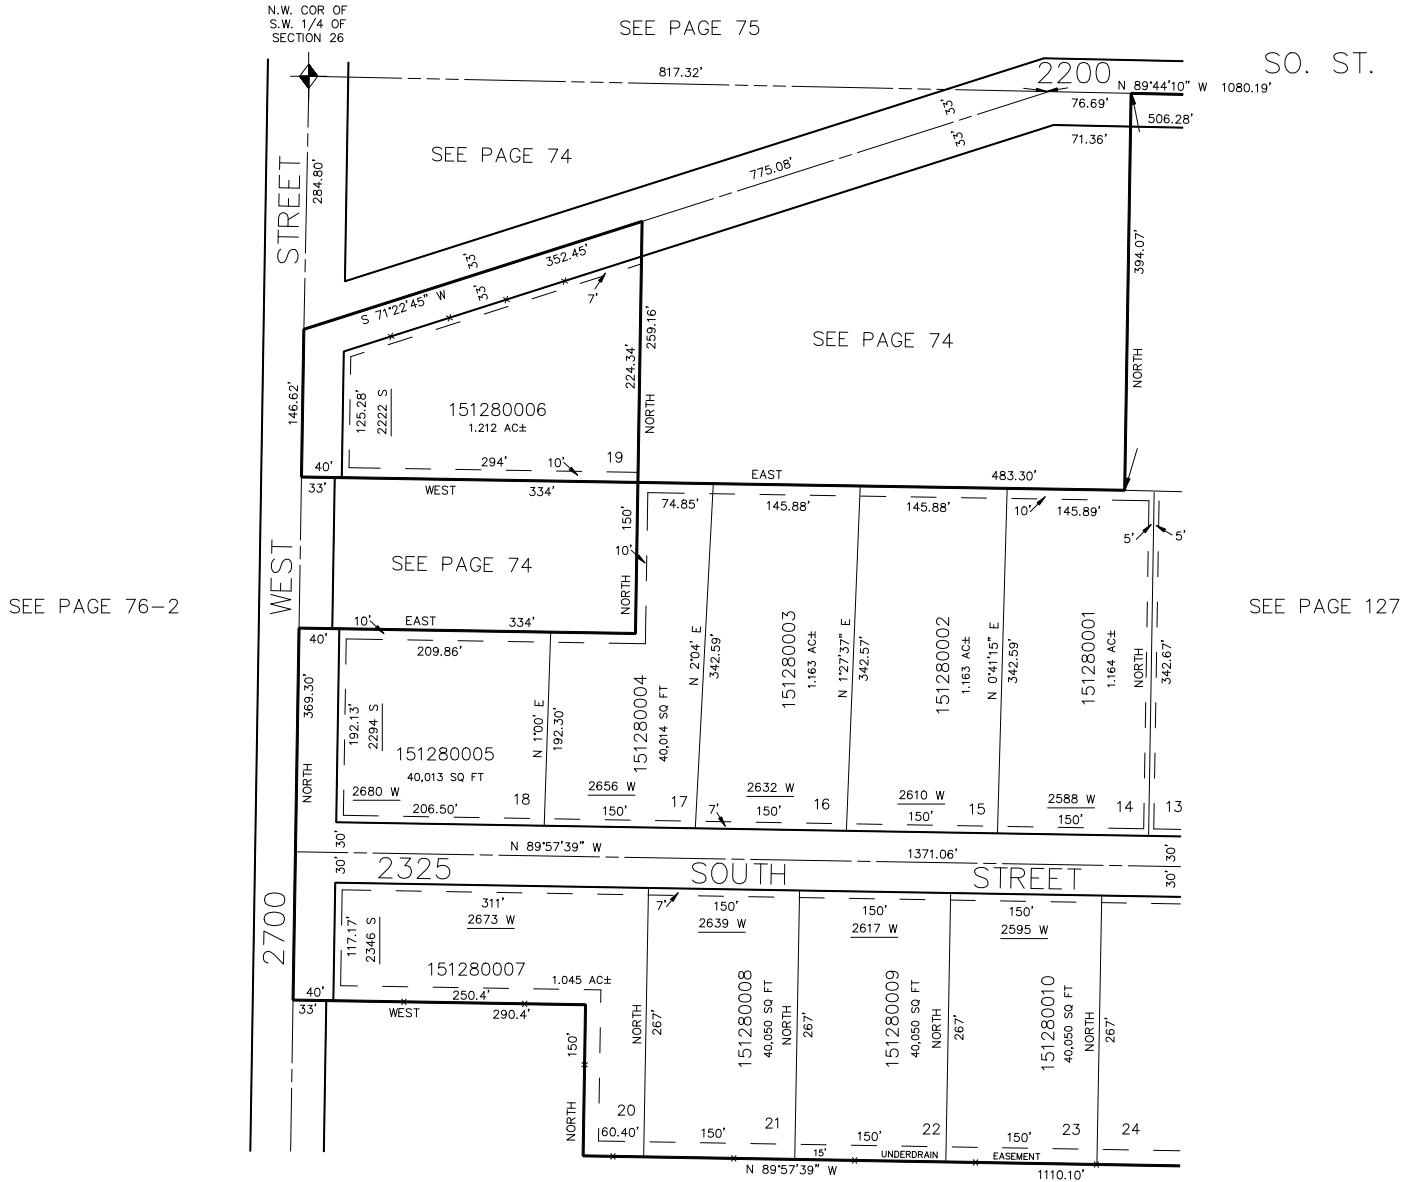 N.W. COR OF
S.W. 1/4 OF
SECTION 26
SEE PAGE 75
SO. ST.
817.32'
2200
N 89°44'10" W 1080.19'
76.69'
506.28'
71.36'
33'
33'
SEE PAGE 74
775.08'
STREET
284.80'
33'
352.45'
33'
S 71°22'45" W
7'
394.07'
259.16'
224.34'
SEE PAGE 74
NORTH
146.62'
125.28'
2222 S
151280006
1.212 AC±
NORTH
19
40'
294'
10'
EAST
483.30'
33'
WEST
334'
150'
74.85'
145.88'
145.88'
10'
145.89'
5'
5'
10'
SEE PAGE 74
WEST
NORTH
SEE PAGE 76-2
SEE PAGE 127
10'
EAST
334'
40'
209.86'
369.30'
NORTH
192.13'
2294 S
N 1°00' E
192.30'
151280005
40,013 SQ FT
2680 W
206.50'
18
151280004
40,014 SQ FT
2656 W
150'
17
N 2°04' E
342.59'
151280003
1.163 AC±
2632 W
150'
7'
16
N 1°27'37" E
342.57'
151280002
1.163 AC±
2610 W
150'
15
N 0°41'15" E
342.59'
151280001
1.164 AC±
2588 W
150'
14
NORTH
342.67'
13
30'
30'
N 89°57'39" W
1371.06'
30'
30'
2325
SOUTH
STREET
2700
117.17'
2346 S
311'
2673 W
151280007
1.045 AC±
40'
250.4'
33'
WEST
290.4'
150'
NORTH
20
60.40'
7'
150'
2639 W
NORTH
267'
151280008
40,050 SQ FT
150'
21
150'
2617 W
NORTH
267'
151280009
40,050 SQ FT
150'
22
150'
2595 W
NORTH
267'
151280010
40,050 SQ FT
150'
23
NORTH
267'
24
15'
UNDERDRAIN
EASEMENT
N 89°57'39" W
1110.10'